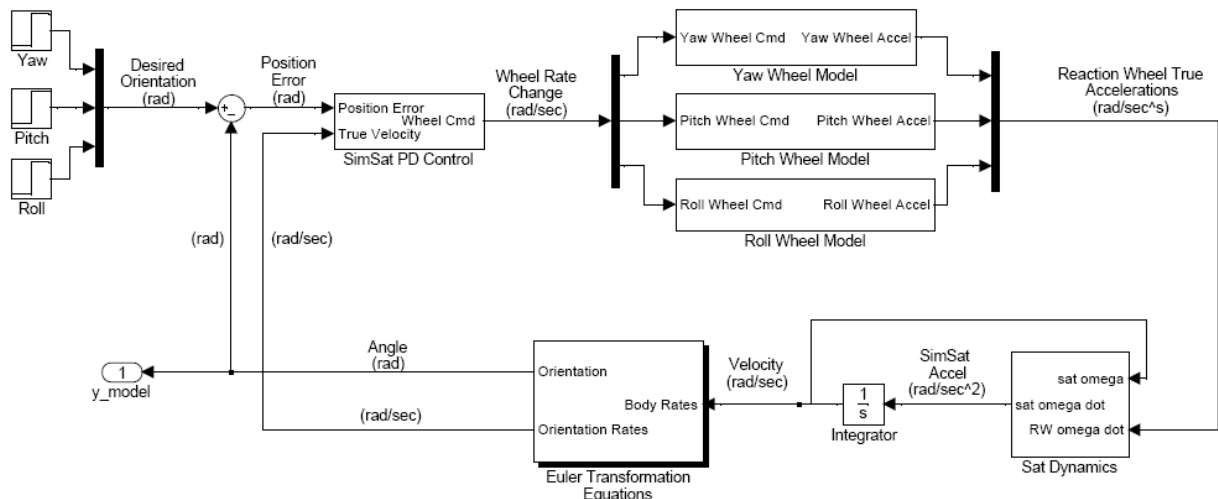 Yaw
Pitch
Roll
Desired
Orientation
(rad)
Position
Error
(rad)
Position Error
Wheel Cmd
True Velocity
SimSat PD Control
Wheel Rate
Change
(rad/sec)
Yaw Wheel Cmd Yaw Wheel Accel
Yaw Wheel Model
Pitch Wheel Cmd Pitch Wheel Accel
Pitch Wheel Model
Roll Wheel Cmd Roll Wheel Accel
Roll Wheel Model
Reaction Wheel True
Accelerations
(rad/sec^s)
(rad)
(rad/sec)
1
y_model
Angle
(rad)
(rad/sec)
Orientation
Body Rates
Orientation Rates
Euler Transformation
Equations
Velocity
(rad/sec)
1
s
Integrator
SimSat
Accel
(rad/sec^2)
sat omega
sat omega dot
RW omega dot
Sat Dynamics